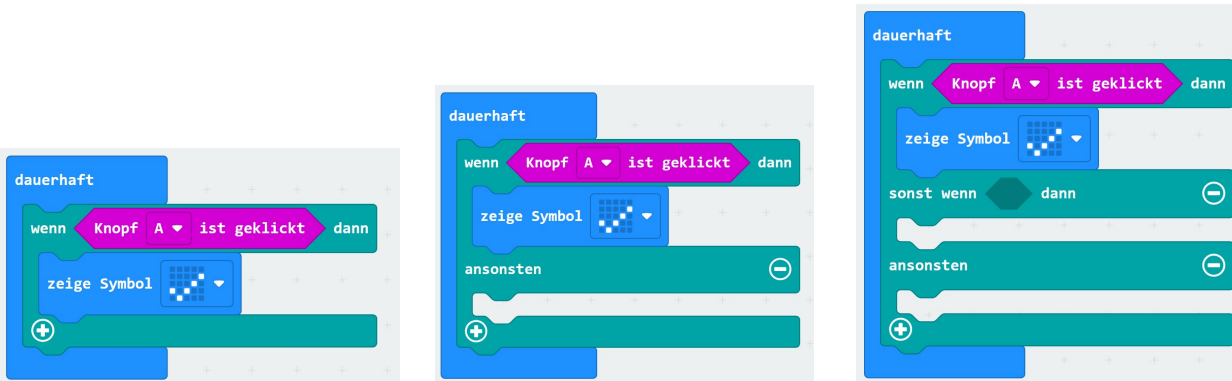 dauerhaft
wenn Knopf A ist geklickt dann
zeige Symbol
dauerhaft
wenn Knopf A ist geklickt dann
zeige Symbol
ansonsten
dauerhaft
wenn Knopf A ist geklickt dann
zeige Symbol
sonst wenn dann
ansonsten